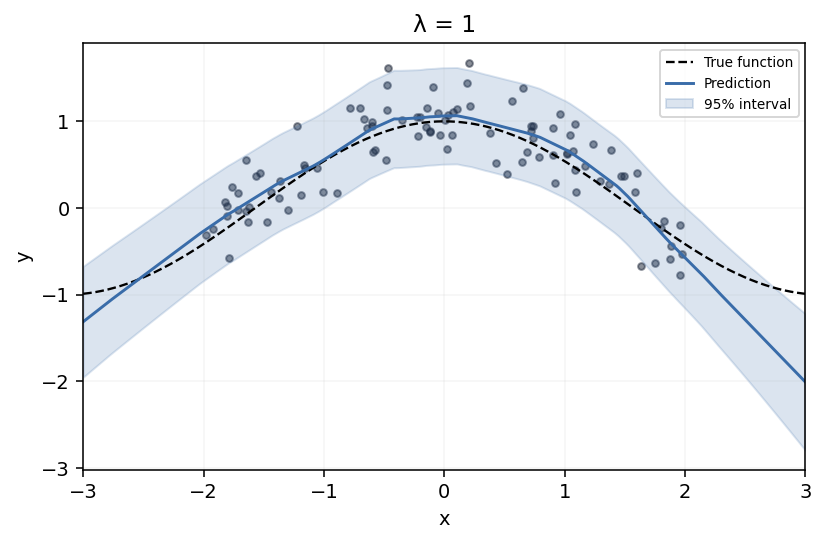 λ = 1
True function
Prediction
95% interval
y
1
0
−1
−2
−3
−3 −2 −1 0 1 2 3
x